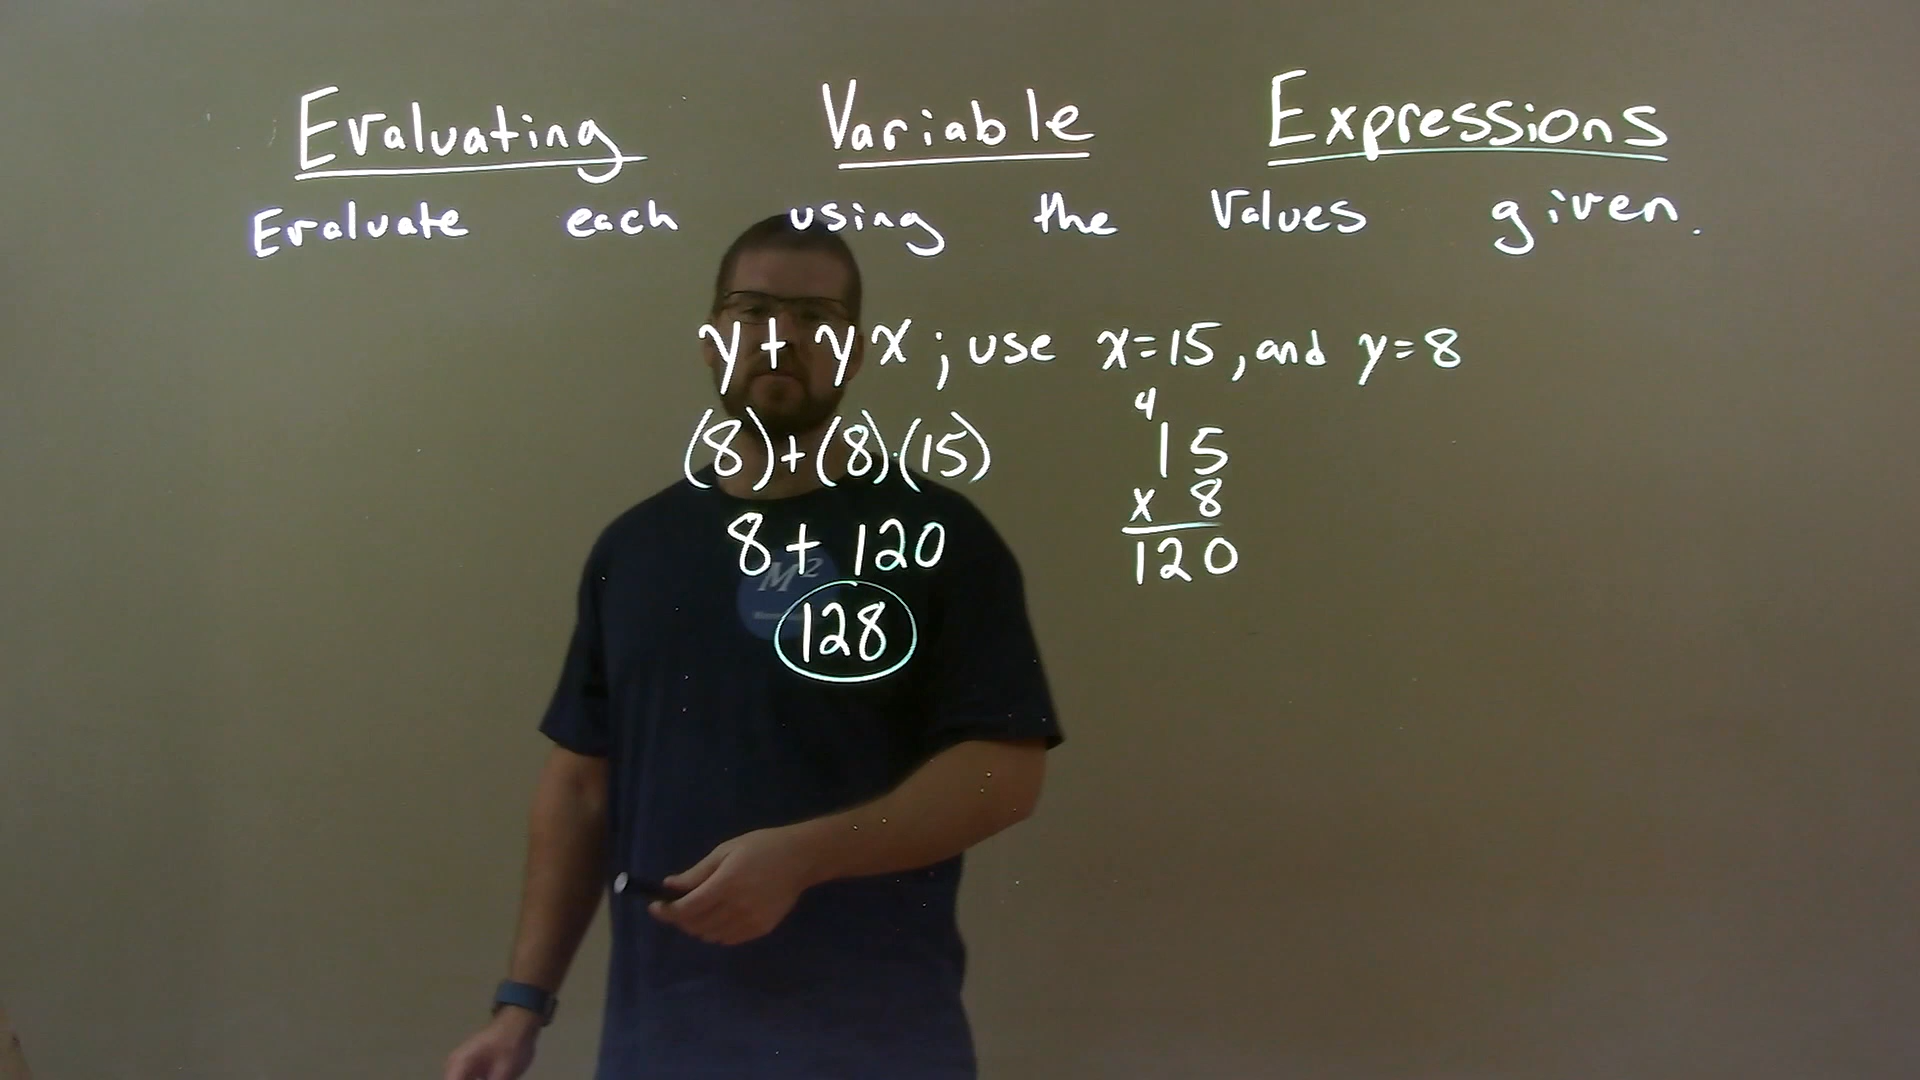 Evaluating Variable Expressions
Evaluate each using the values given.
y + yx ; use x=15, and y=8
(8)+(8)·(15)
8 + 120
128
4
15
x 8
120
M²